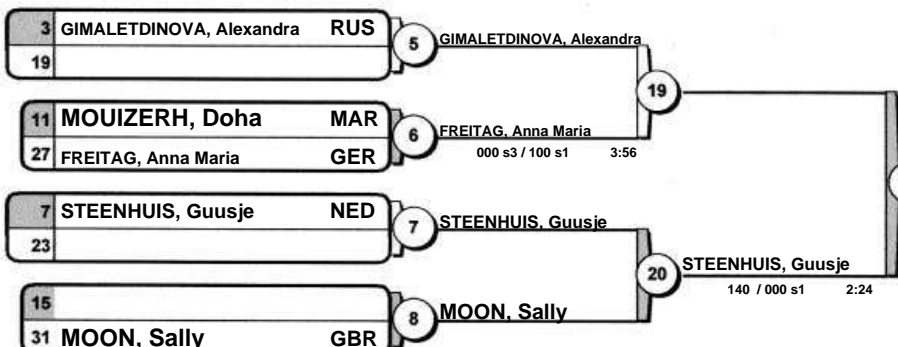 3 GIMALETDINOVA, Alexandra RUS
19
5
GIMALETDINOVA, Alexandra
19
11 MOUIZERH, Doha MAR
27 FREITAG, Anna Maria GER
6
FREITAG, Anna Maria
000 s3 / 100 s1 3:56
7 STEENHUIS, Guusje NED
23
7
STEENHUIS, Guusje
20
STEENHUIS, Guusje
140 / 000 s1 2:24
15
31 MOON, Sally GBR
8
MOON, Sally